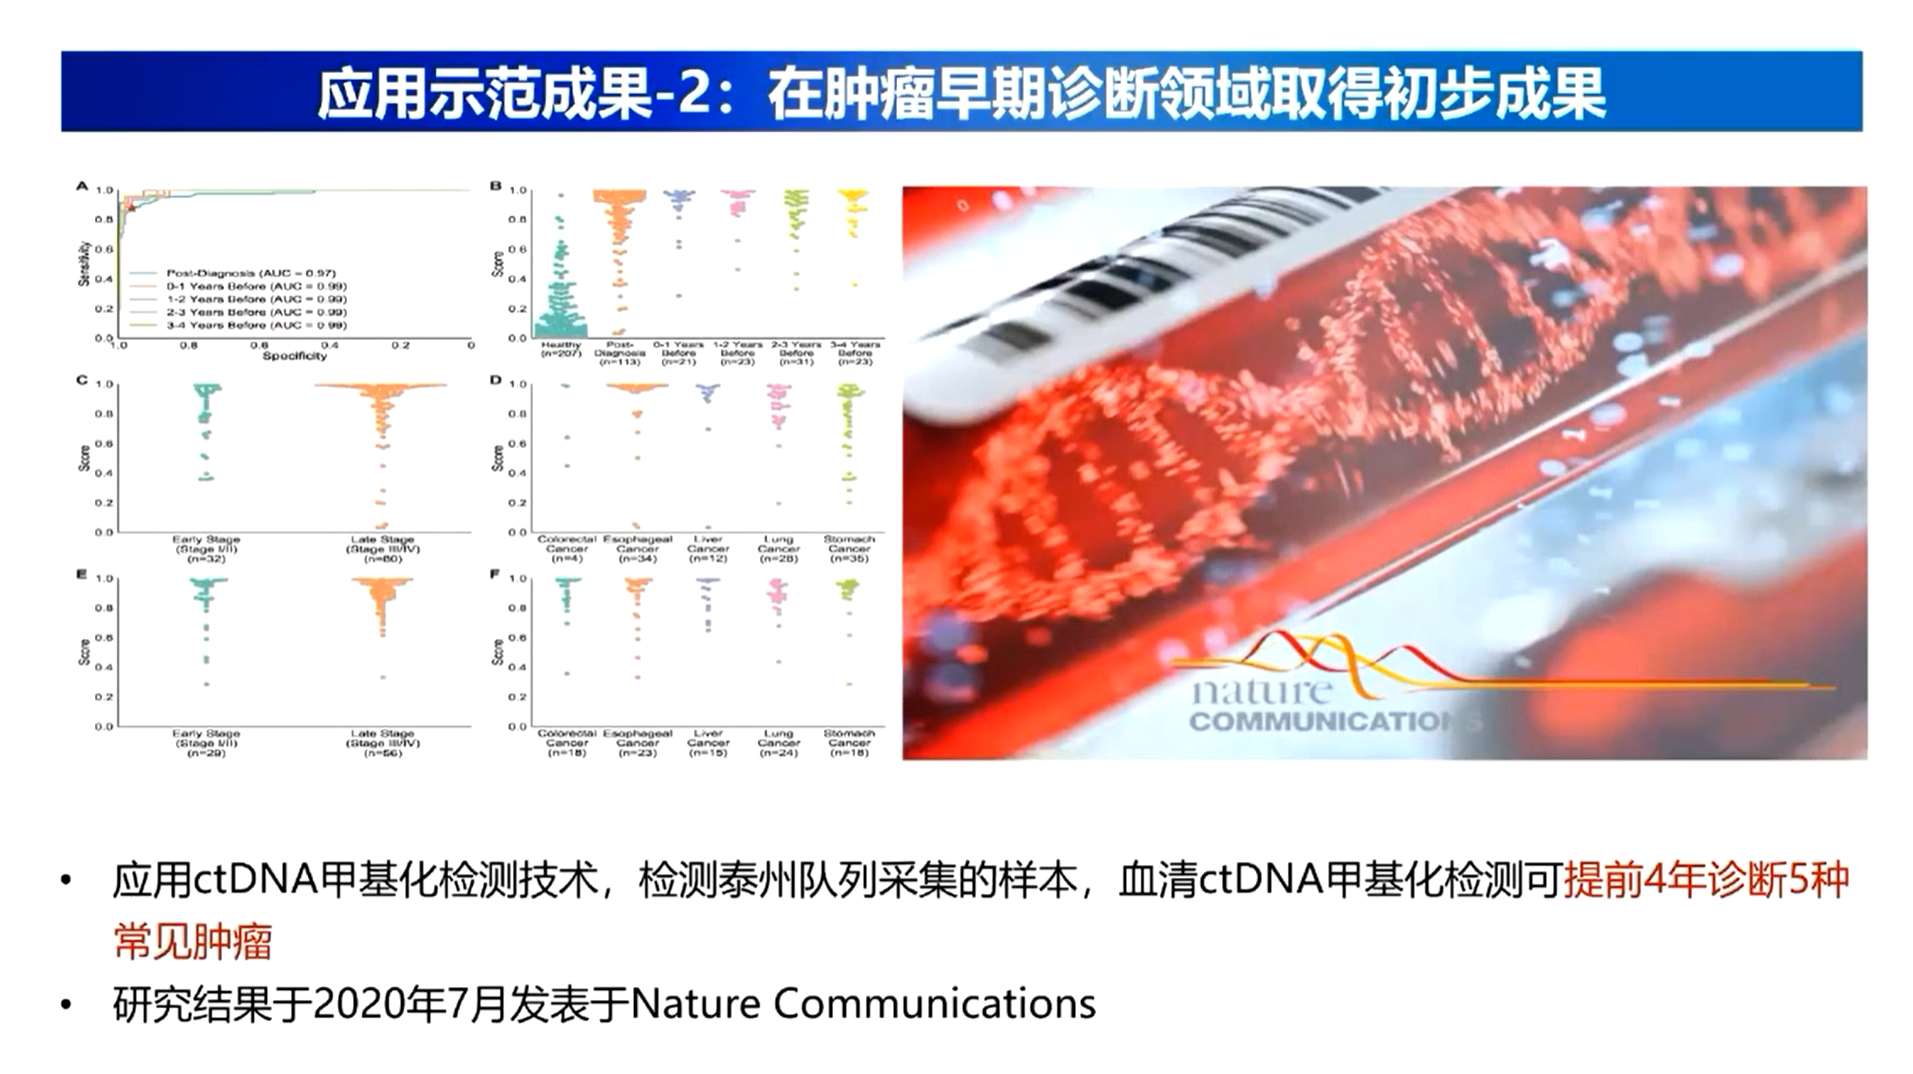 应用示范成果-2：在肿瘤早期诊断领域取得初步成果
A
1.0
0.8
0.6
0.4
0.2
0.0
Sensitivity
Post-Diagnosis (AUC = 0.97)
0-1 Years Before (AUC = 0.99)
1-2 Years Before (AUC = 0.99)
2-3 Years Before (AUC = 0.99)
3-4 Years Before (AUC = 0.99)
1.0 0.8 0.6 0.4 0.2 0
Specificity
B
1.0
0.8
0.6
0.4
0.2
0.0
Score
Healthy Post- 0-1 Years 1-2 Years 2-3 Years 3-4 Years
(n=207) Diagnosis Before Before Before Before
(n=113) (n=21) (n=23) (n=31) (n=23)
C
1.0
0.8
0.6
0.4
0.2
0.0
Score
Early Stage Late Stage
(Stage I/II) (Stage III/IV)
(n=32) (n=80)
D
1.0
0.8
0.6
0.4
0.2
0.0
Score
Colorectal Esophageal Liver Lung Stomach
Cancer Cancer Cancer Cancer Cancer
(n=4) (n=34) (n=12) (n=28) (n=35)
E
1.0
0.8
0.6
0.4
0.2
0.0
Score
Early Stage Late Stage
(Stage I/II) (Stage III/IV)
(n=29) (n=56)
F
1.0
0.8
0.6
0.4
0.2
0.0
Score
Colorectal Esophageal Liver Lung Stomach
Cancer Cancer Cancer Cancer Cancer
(n=18) (n=23) (n=15) (n=24) (n=18)
nature
COMMUNICATIONS
• 应用ctDNA甲基化检测技术，检测泰州队列采集的样本，血清ctDNA甲基化检测可提前4年诊断5种
常见肿瘤
• 研究结果于2020年7月发表于Nature Communications